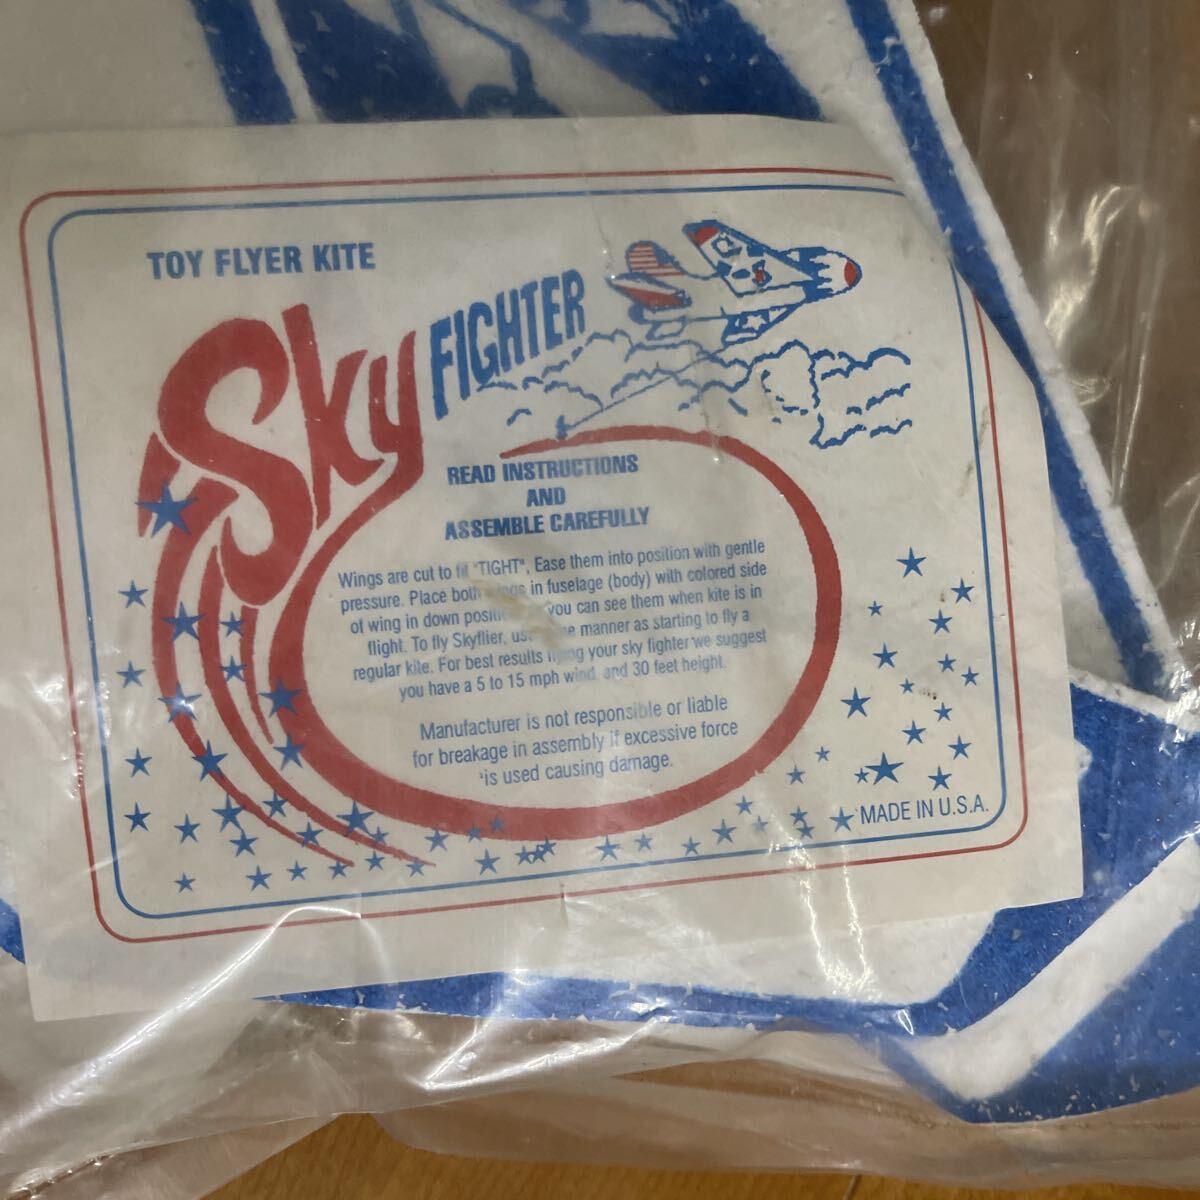 TOY FLYER KITE
Sky FIGHTER
READ INSTRUCTIONS
AND
ASSEMBLE CAREFULLY
Wings are cut to fit "TIGHT". Ease them into position with gentle
pressure. Place both in fuselage (body) with colored side
of wing in down you can see them when kite is in
flight. To fly Skyflier, manner as starting to fly a
regular kite. For best results flying your sky fighter we suggest
you have a 5 to 15 mph wind and 30 feet height.
Manufacturer is not responsible or liable
for breakage in assembly if excessive force
is used causing damage.
MADE IN U.S.A.